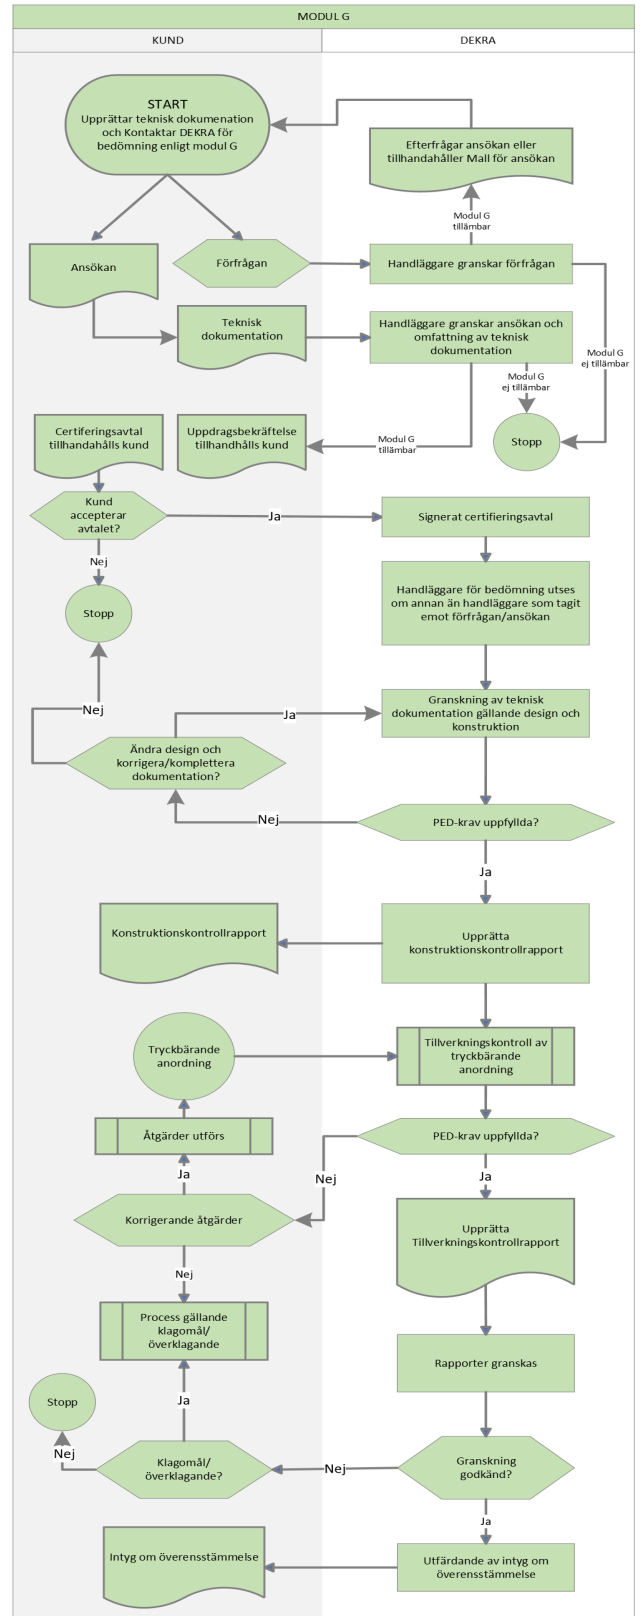 MODUL G
KUND
DEKRA
START
Upprättar teknisk dokumenation
och Kontaktar DEKRA för
bedömning enligt modul G
Efterfrågar ansökan eller
tillhandahåller Mall för ansökan
Modul G
tillämbar
Ansökan
Förfrågan
Handläggare granskar förfrågan
Teknisk
dokumentation
Handläggare granskar ansökan och
omfattning av teknisk
dokumentation
Modul G
ej tillämbar
Modul G
ej tillämbar
Certiferingsavtal
tillhandahålls kund
Uppdragsbekräftelse
tillhandhålls kund
Modul G
tillämbar
Stopp
Kund
accepterar
avtalet?
Ja
Signerat certifieringsavtal
Nej
Stopp
Handläggare för bedömning utses
om annan än handläggare som tagit
emot förfrågan/ansökan
Nej
Ja
Granskning av teknisk
dokumentation gällande design och
konstruktion
Ändra design och
korrigera/komplettera
dokumentation?
Nej
PED-krav uppfyllda?
Ja
Konstruktionskontrollrapport
Upprätta
konstruktionskontrollrapport
Tryckbärande
anordning
Tillverkningskontroll av
tryckbärande
anordning
Åtgärder utförs
PED-krav uppfyllda?
Ja
Nej
Ja
Korrigerande åtgärder
Upprätta
Tillverkningskontrollrapport
Nej
Process gällande
klagomål/
överklagande
Rapporter granskas
Stopp
Ja
Nej
Klagomål/
överklagande?
Nej
Granskning
godkänd?
Ja
Intyg om överensstämmelse
Utfärdande av intyg om
överensstämmelse